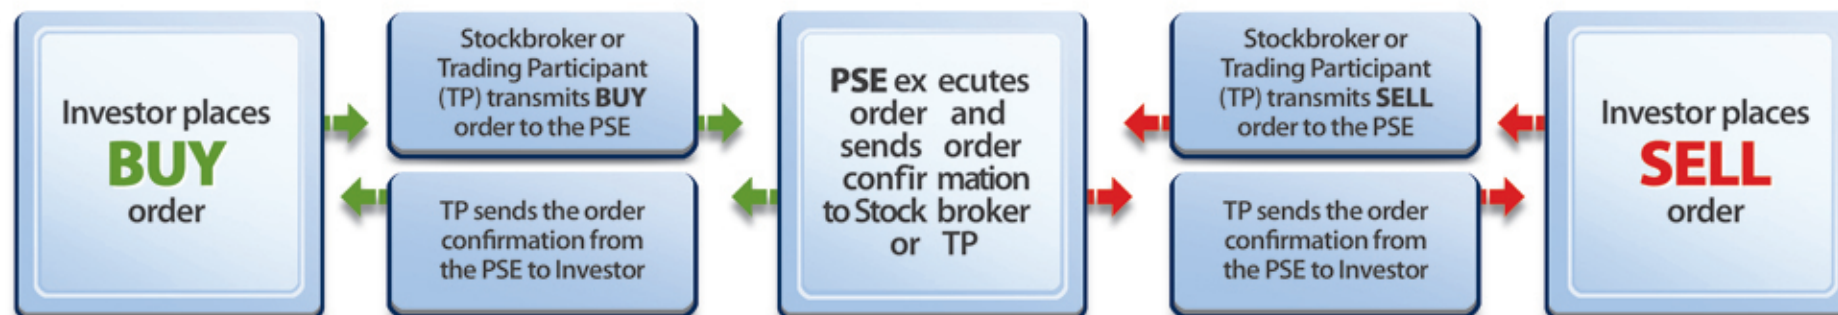 Investor places
BUY
order
Stockbroker or
Trading Participant
(TP) transmits BUY
order to the PSE
TP sends the order
confirmation from
the PSE to Investor
PSE ex ecutes
order and
sends order
confir mation
to Stock broker
or TP
Stockbroker or
Trading Participant
(TP) transmits SELL
order to the PSE
TP sends the order
confirmation from
the PSE to Investor
Investor places
SELL
order